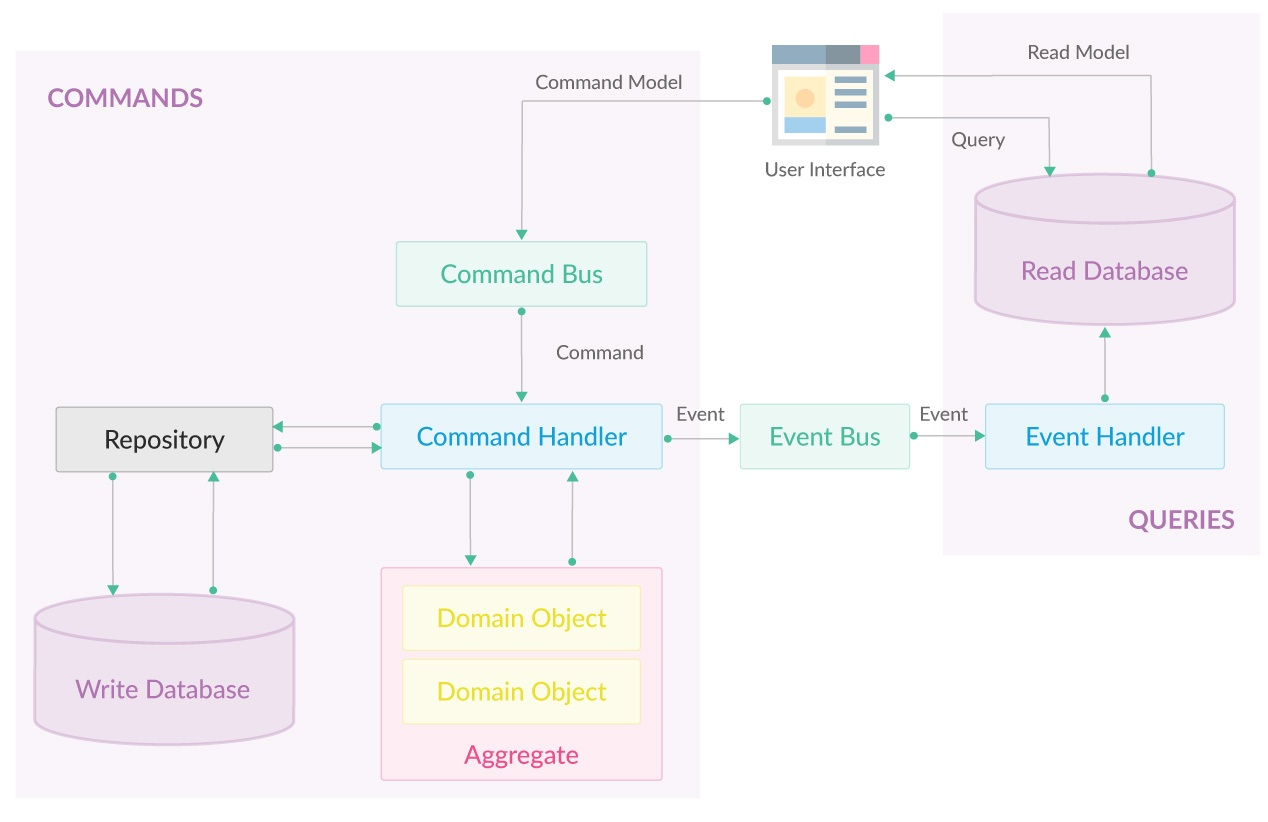 COMMANDS
Command Model
Read Model
Query
User Interface
Command Bus
Read Database
Command
Repository
Command Handler
Event
Event Bus
Event
Event Handler
QUERIES
Write Database
Domain Object
Domain Object
Aggregate